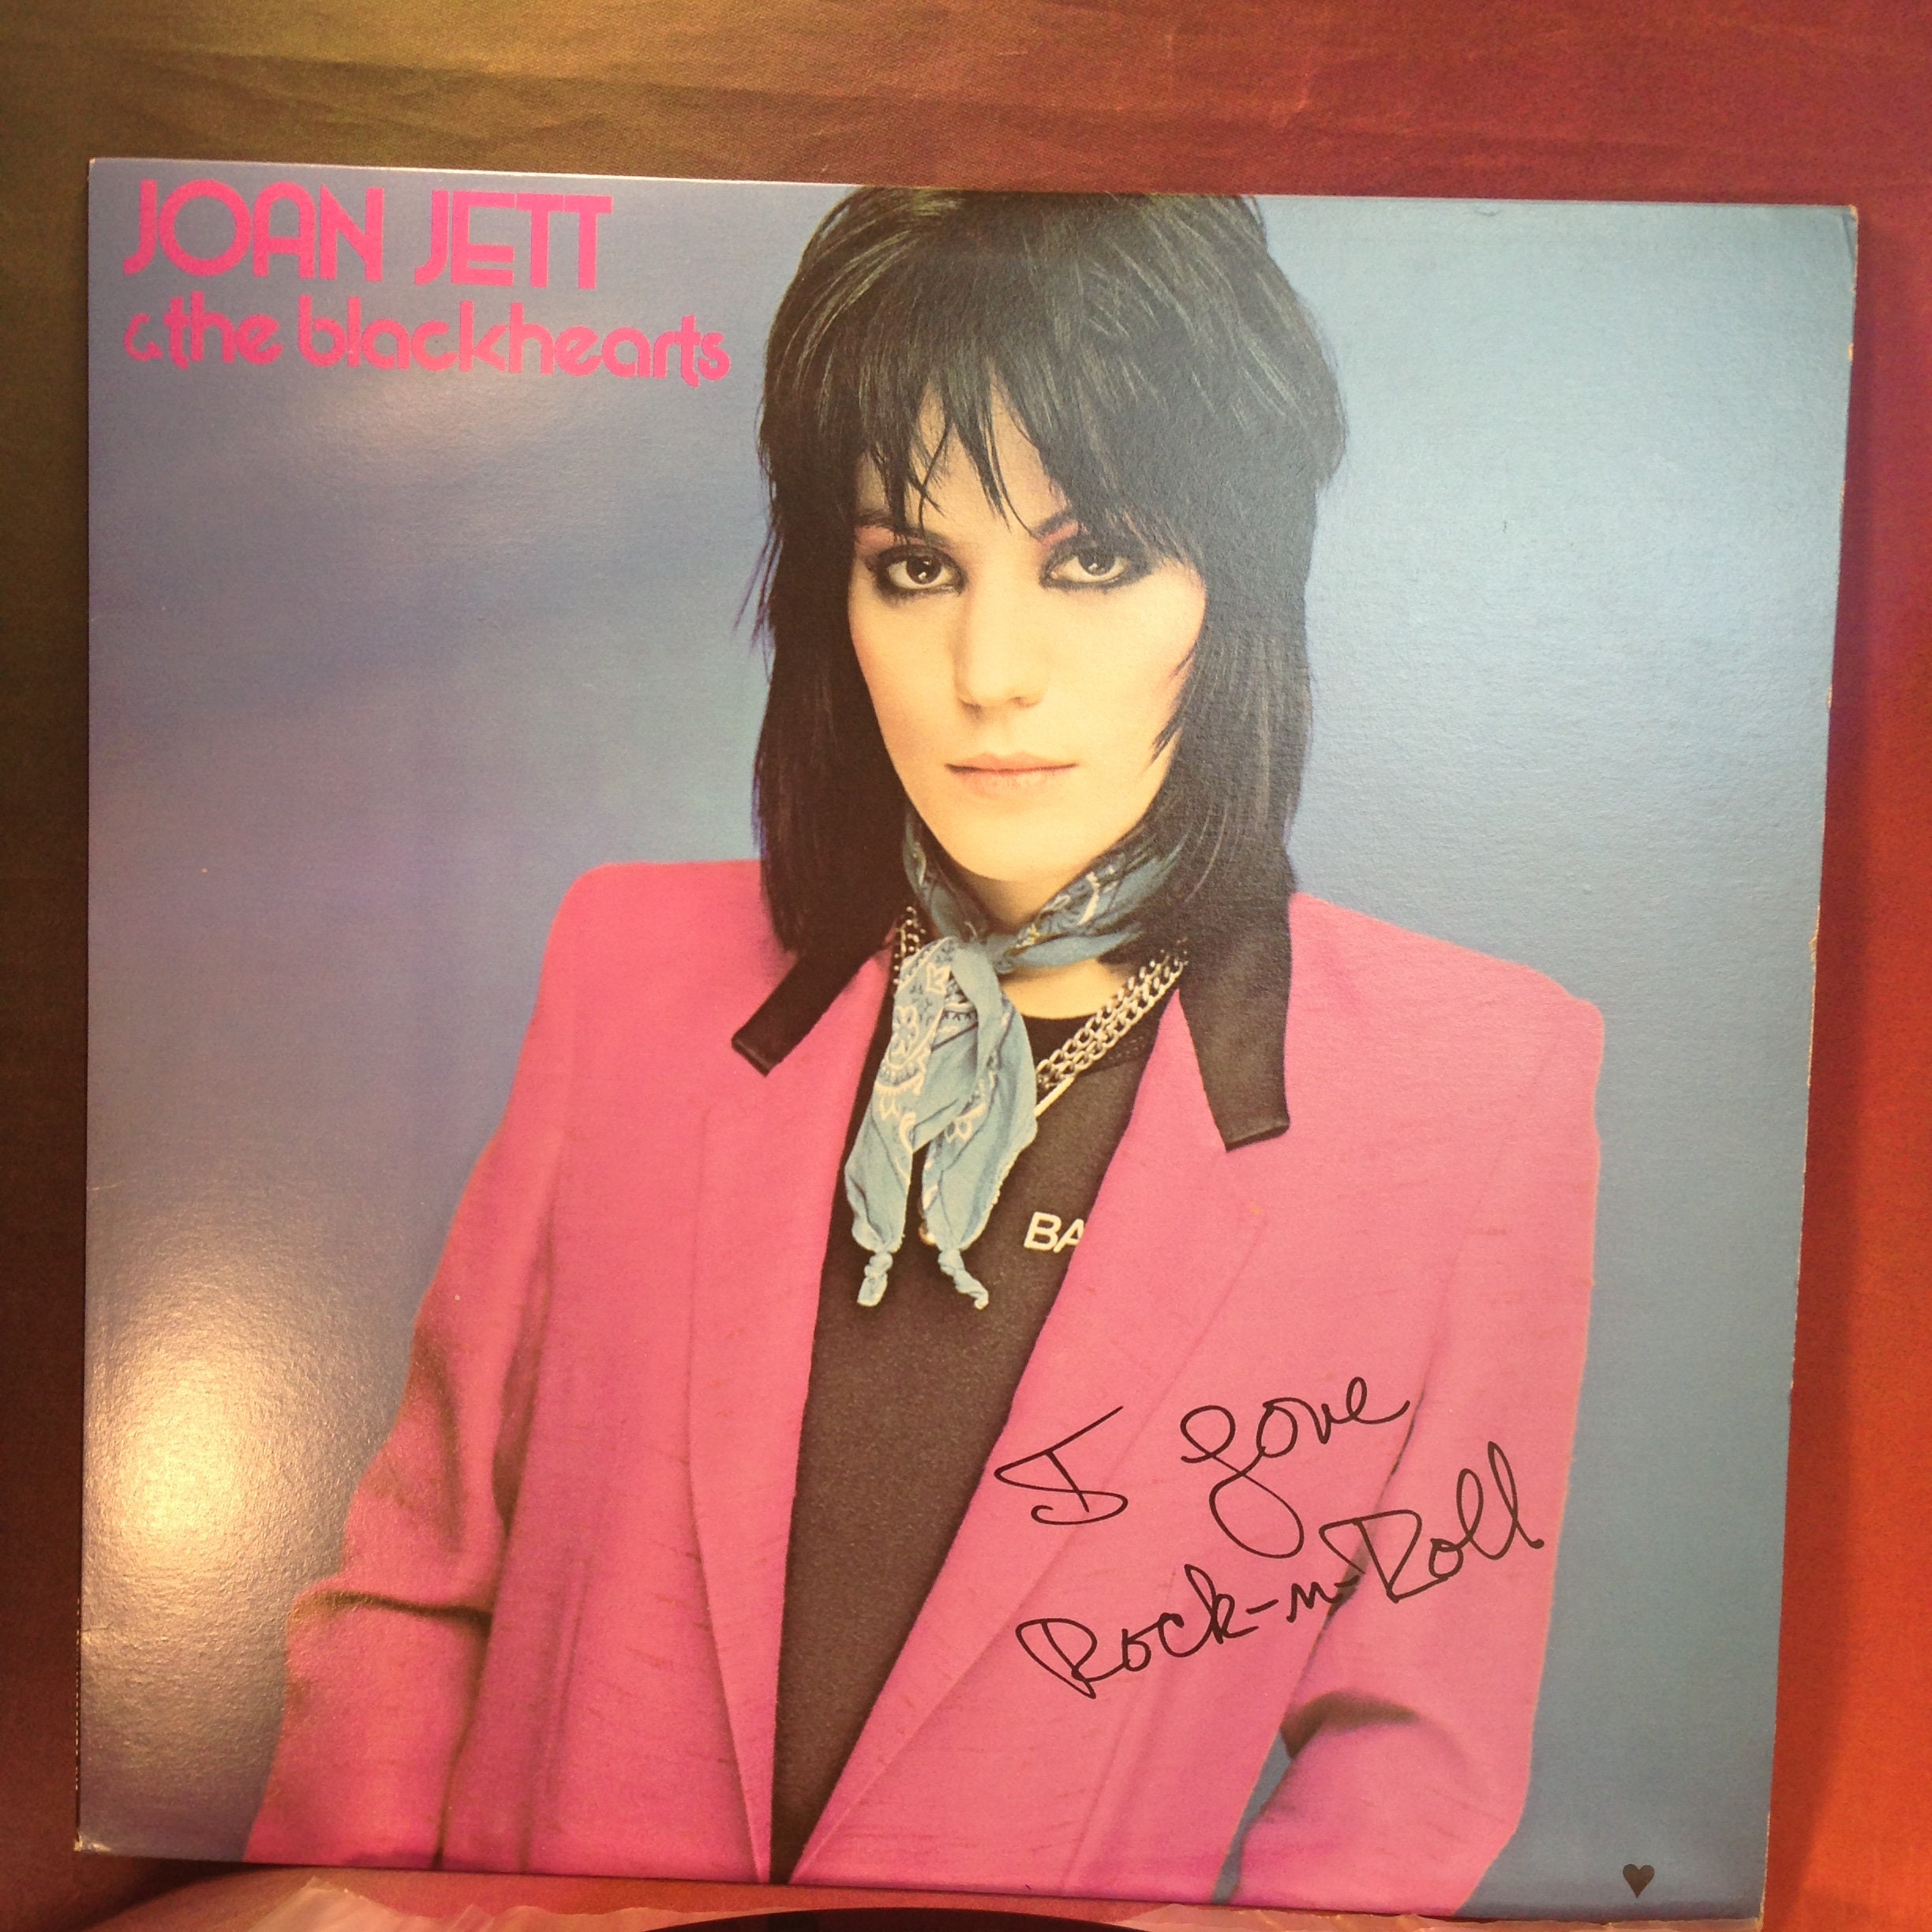 JOAN JETT
& the blackhearts
BA
I Love
Rock-n-Roll